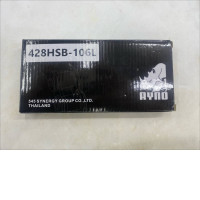 428HSB-106L
RYNO
345 SYNERGY GROUP CO.,LTD.
THAILAND